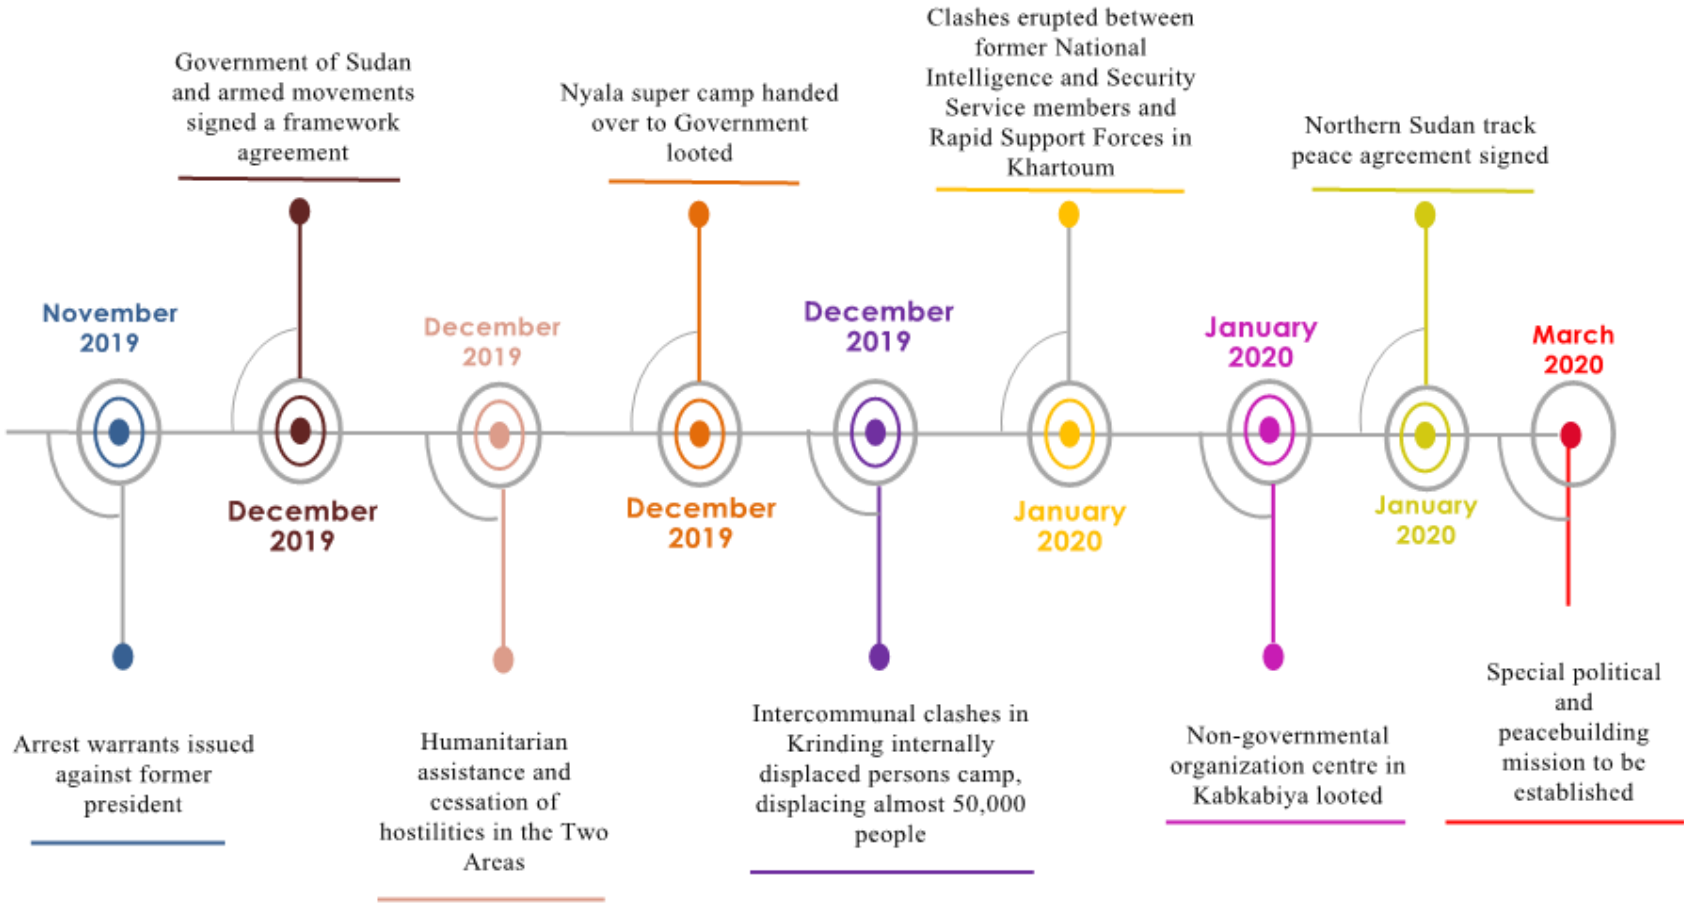 November
2019
Arrest warrants issued
against former
president
Government of Sudan
and armed movements
signed a framework
agreement
December
2019
December
2019
Humanitarian
assistance and
cessation of
hostilities in the Two
Areas
Nyala super camp handed
over to Government
looted
December
2019
December
2019
Intercommunal clashes in
Krinding internally
displaced persons camp,
displacing almost 50,000
people
Clashes erupted between
former National
Intelligence and Security
Service members and
Rapid Support Forces in
Khartoum
January
2020
January
2020
Non-governmental
organization centre in
Kabkabiya looted
Northern Sudan track
peace agreement signed
January
2020
March
2020
Special political
and
peacebuilding
mission to be
established